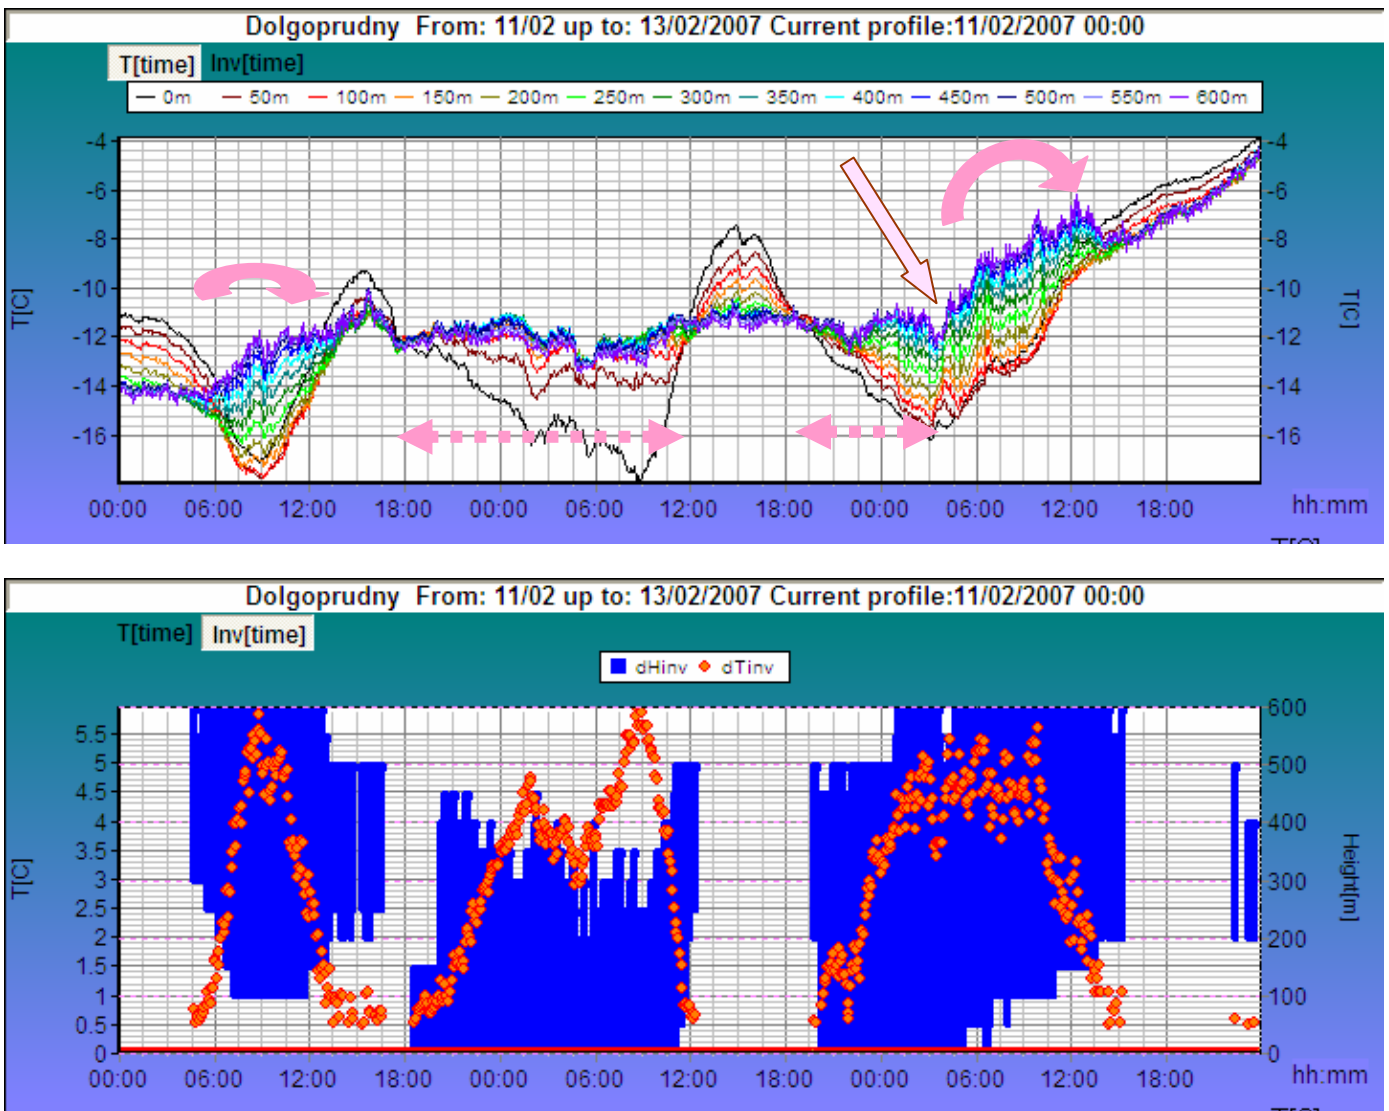 Dolgoprudny From: 11/02 up to: 13/02/2007 Current profile:11/02/2007 00:00
T[time] Inv[time]
0m 50m 100m 150m 200m 250m 300m 350m 400m 450m 500m 550m 600m
-4 -4
-6 -6
-8 -8
-10 -10
-12 -12
-14 -14
-16 -16
T[C] T[C]
00:00 06:00 12:00 18:00 00:00 06:00 12:00 18:00 00:00 06:00 12:00 18:00 hh:mm
Dolgoprudny From: 11/02 up to: 13/02/2007 Current profile:11/02/2007 00:00
T[time] Inv[time]
dHinv dTinv
600
5.5
5 500
4.5
4 400
3.5
3 300
2.5
2 200
1.5
1 100
0.5
0 0
T[C] Height[m]
00:00 06:00 12:00 18:00 00:00 06:00 12:00 18:00 00:00 06:00 12:00 18:00 hh:mm